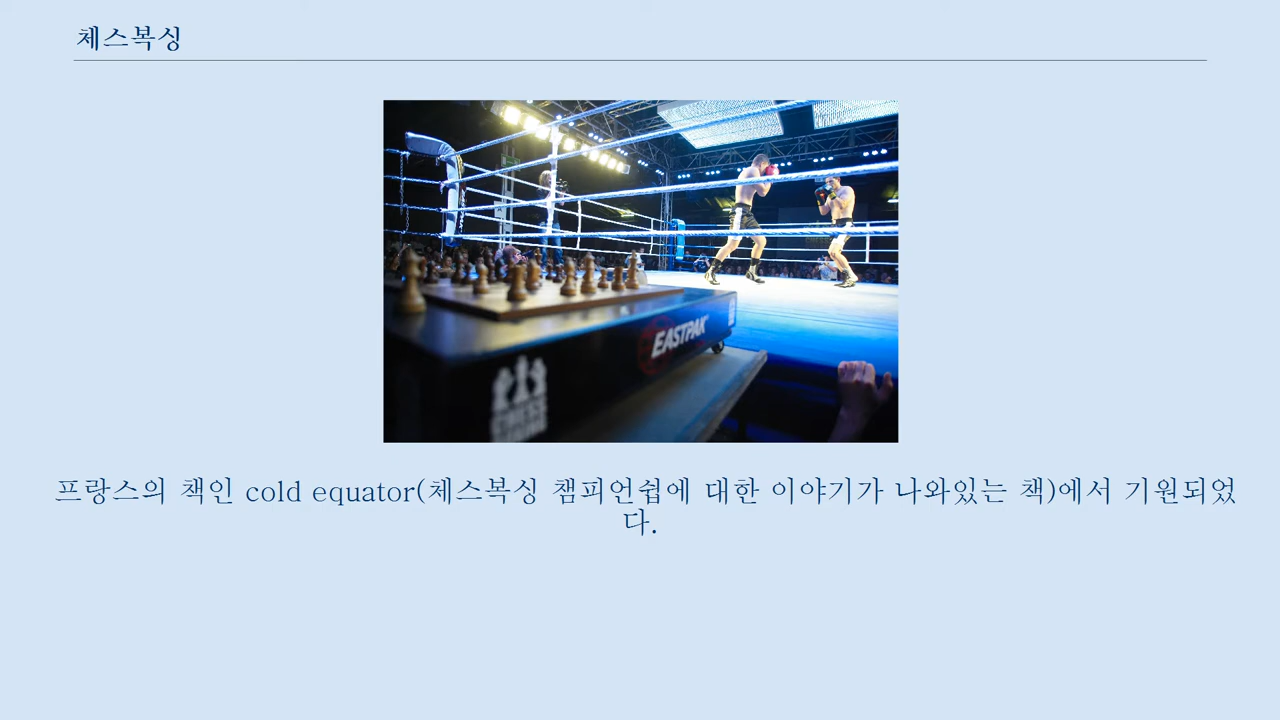 체스복싱
EASTPAK
CHESS
프랑스의 책인 cold equator(체스복싱 챔피언쉽에 대한 이야기가 나와있는 책)에서 기원되었
다.